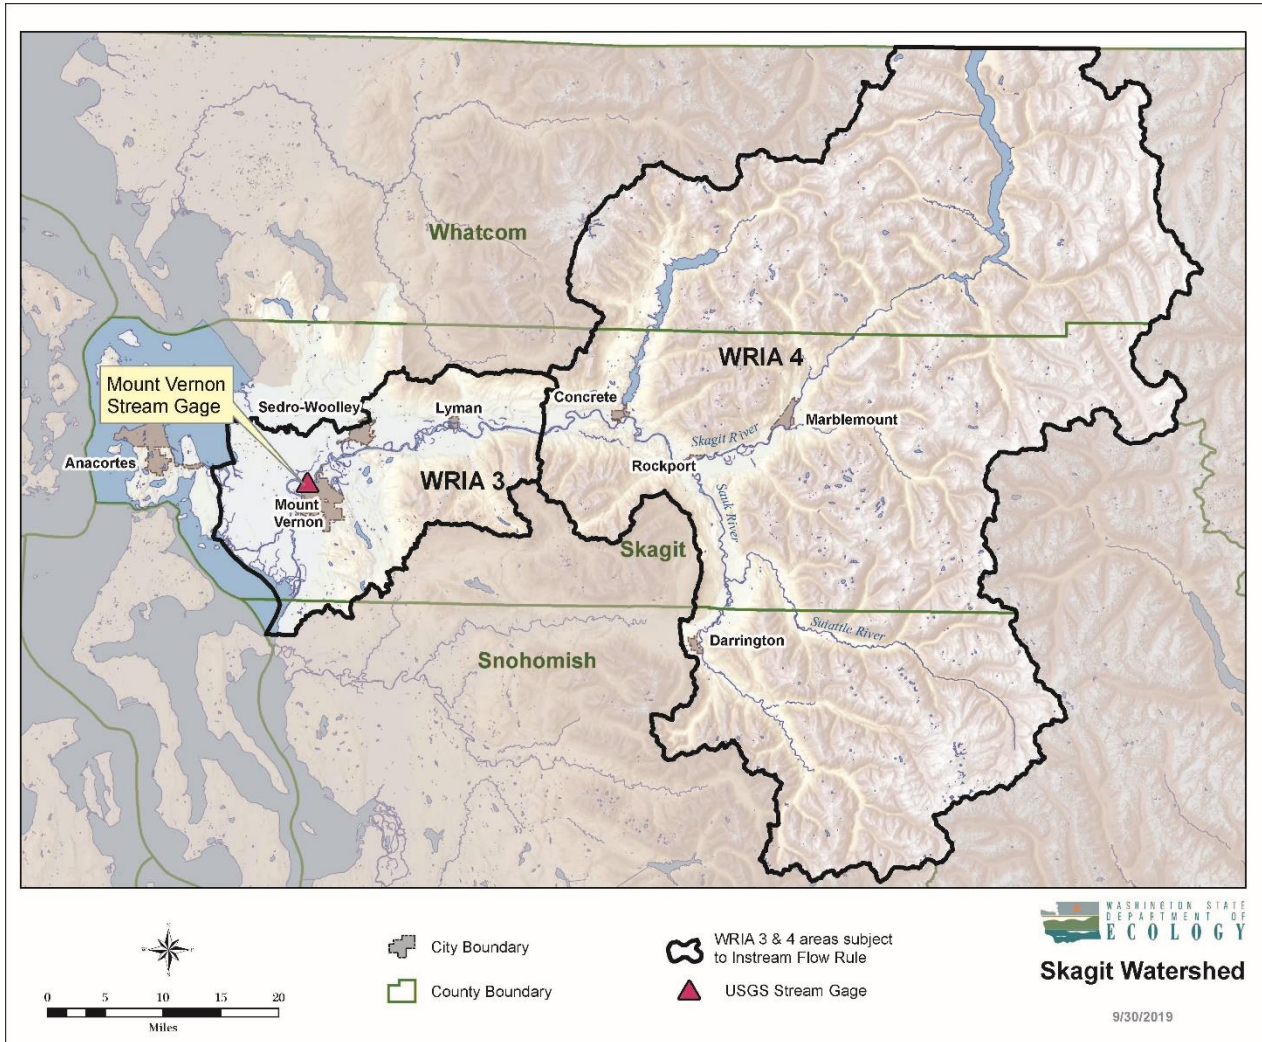 Whatcom
WRIA 4
Mount Vernon
Stream Gage
Sedro-Woolley
Lyman
Concrete
Marblemount
Skagit River
Anacortes
Rockport
WRIA 3
Mount
Vernon
Sauk River
Skagit
Suiattle River
Darrington
Snohomish
N
W
E
S
City Boundary
County Boundary
WRIA 3 & 4 areas subject
to Instream Flow Rule
USGS Stream Gage
0 5 10 15 20
Miles
WASHINGTON STATE
DEPARTMENT OF
ECOLOGY
Skagit Watershed
9/30/2019